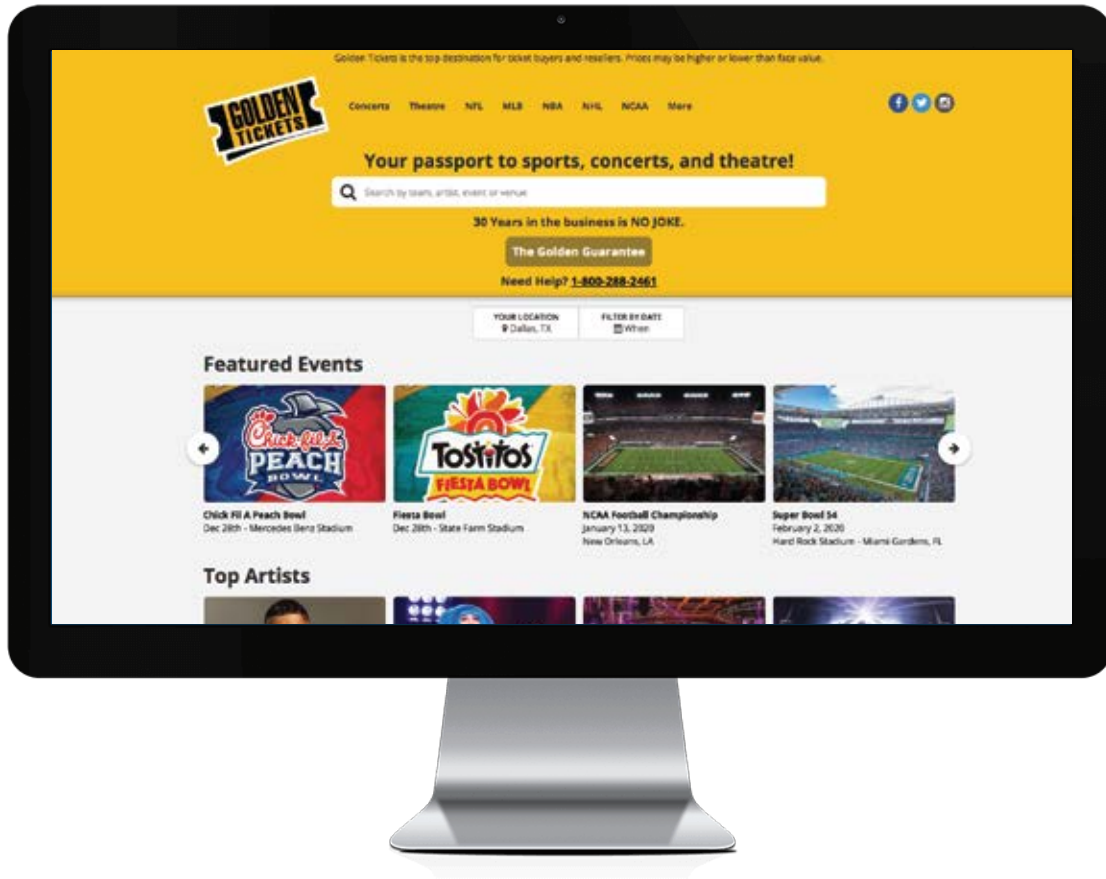 Golden Tickets is the top destination for ticket buyers and resellers. Prices may be higher or lower than face value.
GOLDEN
TICKETS
Concerts Theatre NFL MLB NBA NHL NCAA More
Your passport to sports, concerts, and theatre!
Search by team, artist, event or venue
30 Years in the business is NO JOKE.
The Golden Guarantee
Need Help? 1-800-288-2461
YOUR LOCATION FILTER BY DATE
Dallas, TX When
Featured Events
Chick-fil-A
PEACH
BOWL
TOSTITOS
FIESTA BOWL
Chick Fil A Peach Bowl
Dec 28th - Mercedes Benz Stadium
Fiesta Bowl
Dec 28th - State Farm Stadium
NCAA Football Championship
January 13, 2020
New Orleans, LA
Super Bowl 54
February 2, 2020
Hard Rock Stadium - Miami Gardens, FL
Top Artists